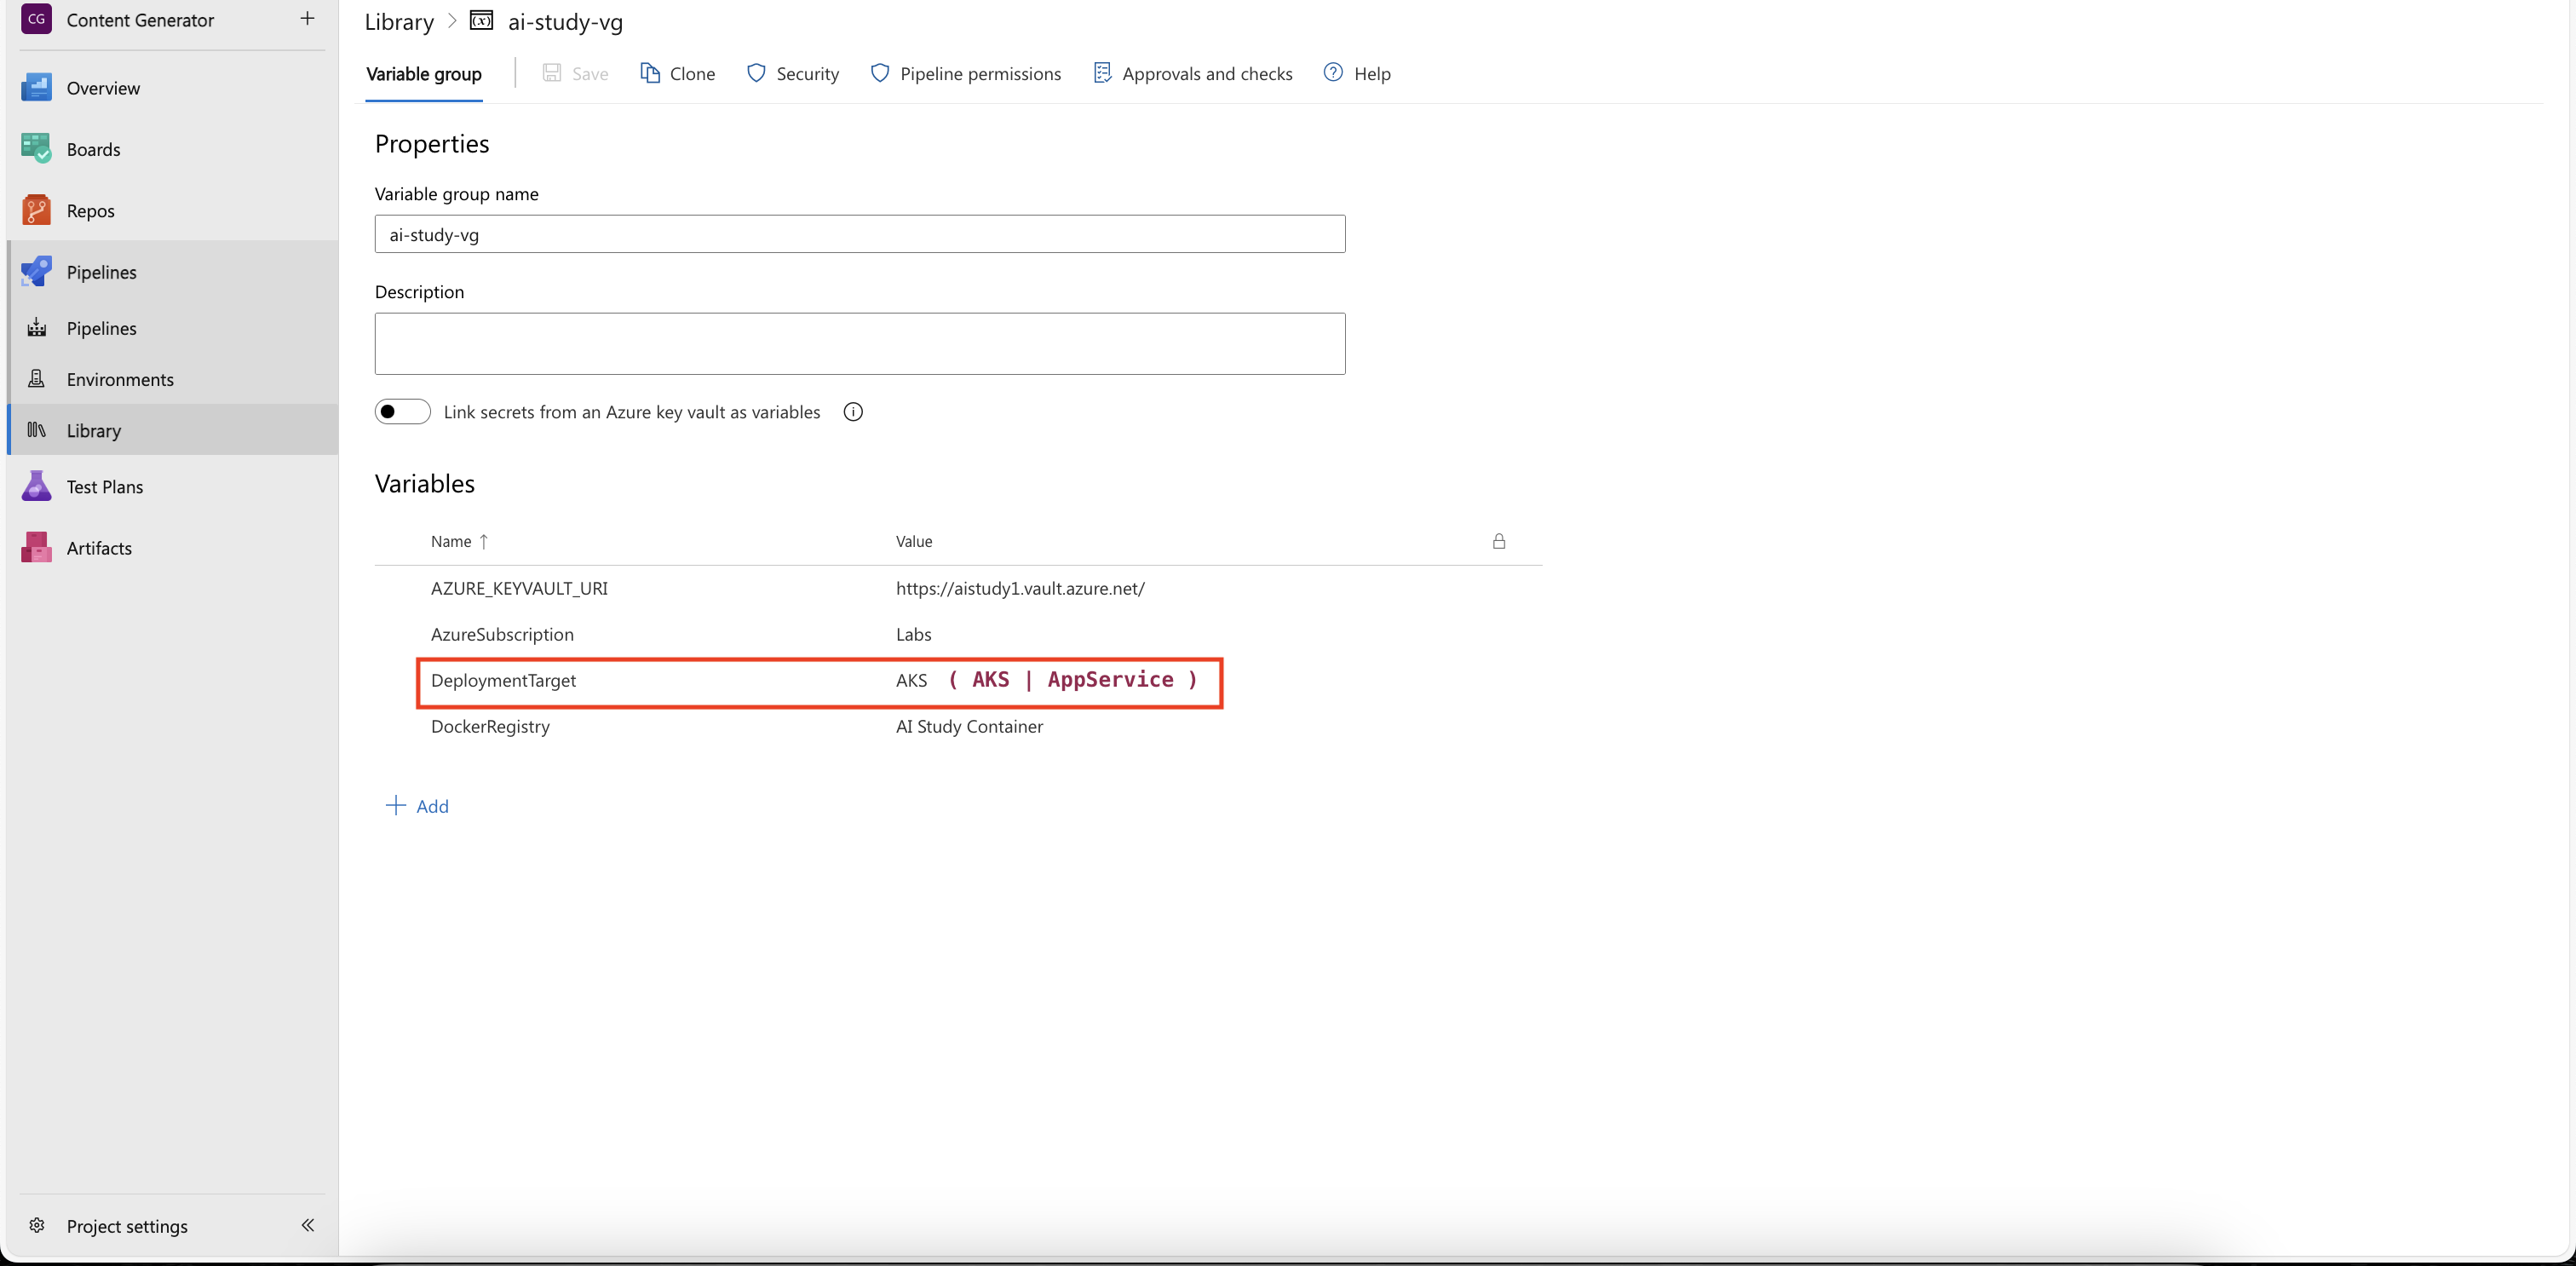 CG Content Generator +
Overview
Boards
Repos
Pipelines
Pipelines
Environments
Library
Test Plans
Artifacts
Project settings
Library > (x) ai-study-vg
Variable group | Save Clone Security Pipeline permissions Approvals and checks Help
Properties
Variable group name
ai-study-vg
Description
Link secrets from an Azure key vault as variables
Variables
Name ↑ Value
AZURE_KEYVAULT_URI https://aistudy1.vault.azure.net/
AzureSubscription Labs
DeploymentTarget AKS ( AKS | AppService )
DockerRegistry AI Study Container
+ Add